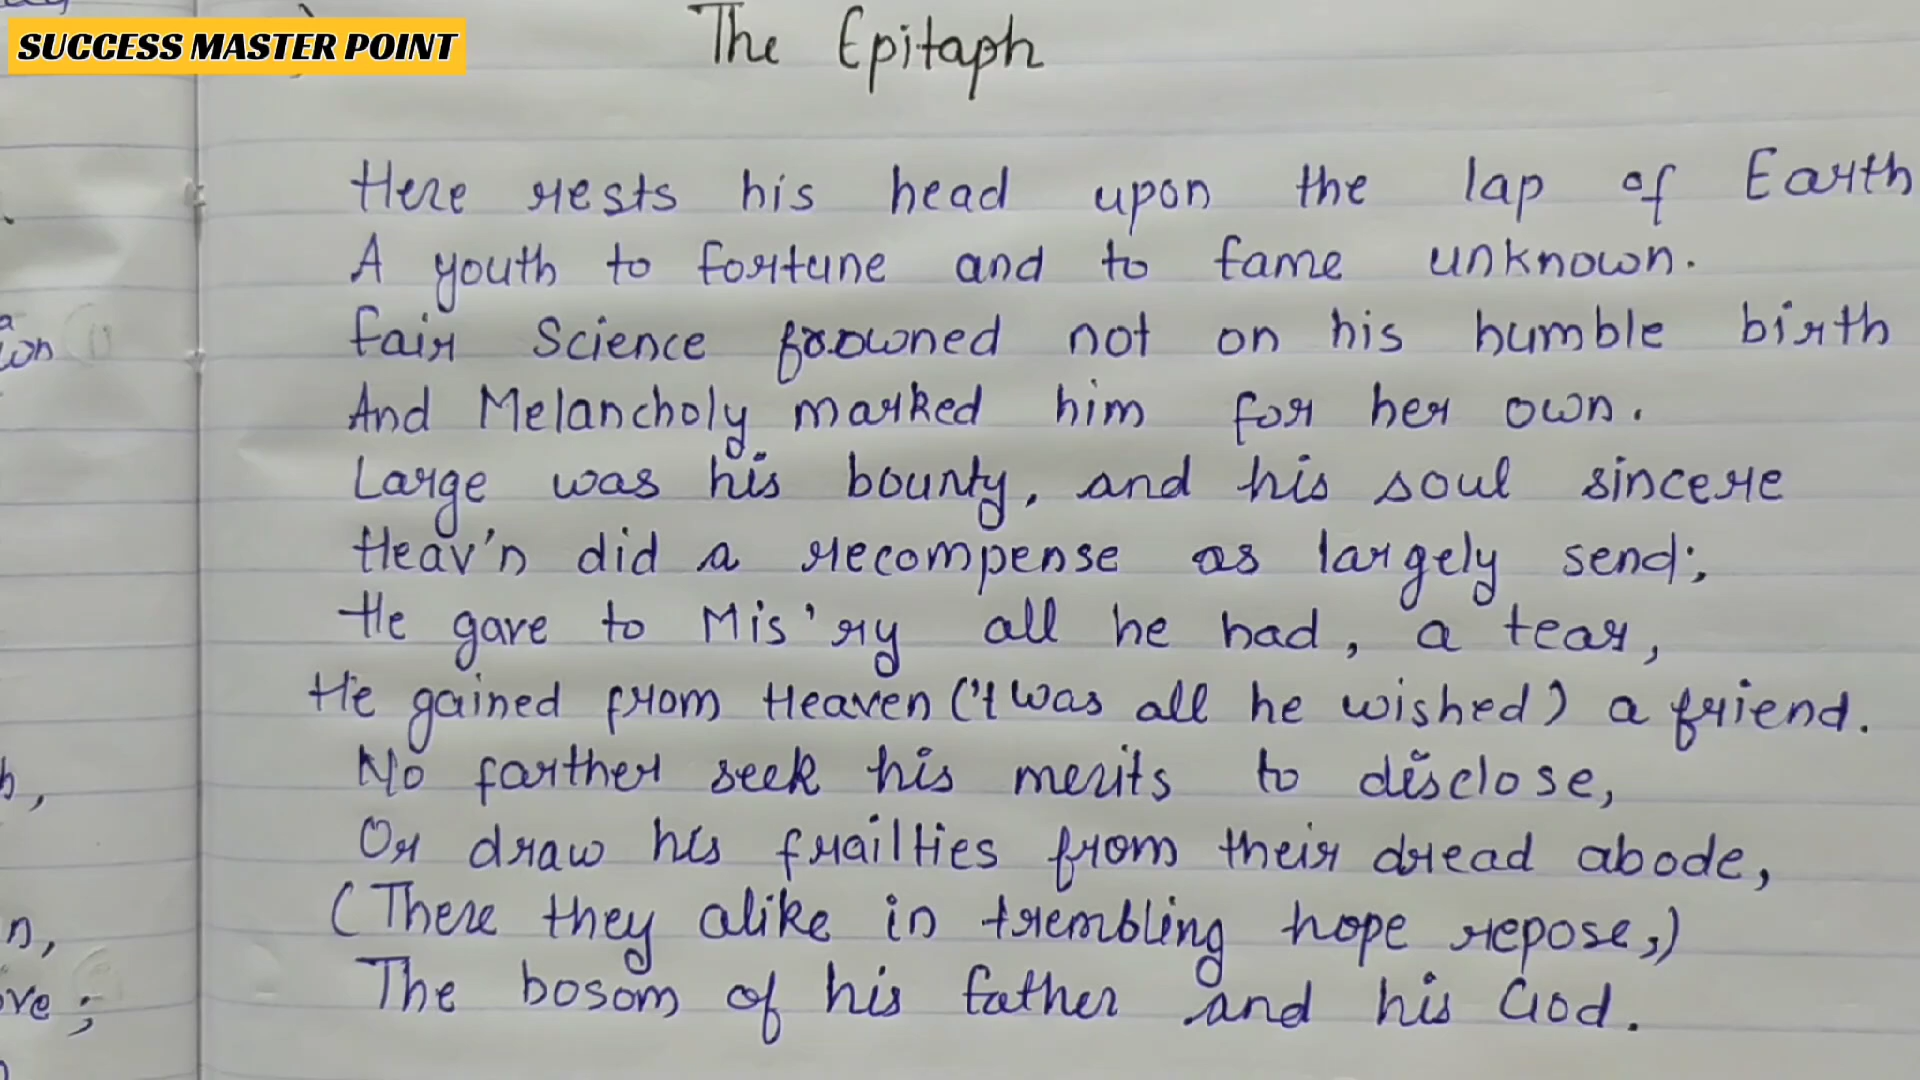 SUCCESS MASTER POINT
The Epitaph
Here rests his head upon the lap of Earth
A youth to fortune and to fame unknown.
Fair Science frowned not on his humble birth
And Melancholy marked him for her own.
Large was his bounty, and his soul sincere
Heav'n did a recompense as largely send;
He gave to Mis'ry all he had, a tear,
He gained from Heaven ('t was all he wished) a friend.
No farther seek his merits to disclose,
Or draw his frailties from their dread abode,
(There they alike in trembling hope repose,)
The bosom of his father and his God.